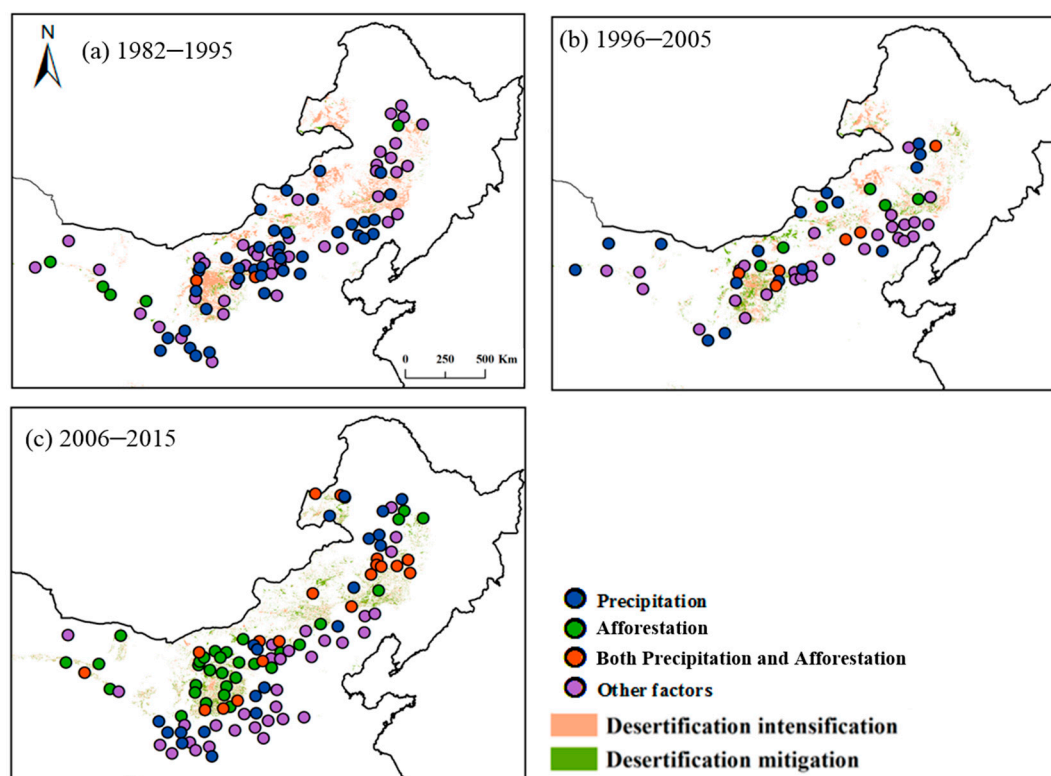 N
(a) 1982–1995
0 250 500 Km
(b) 1996–2005
(c) 2006–2015
Precipitation
Afforestation
Both Precipitation and Afforestation
Other factors
Desertification intensification
Desertification mitigation